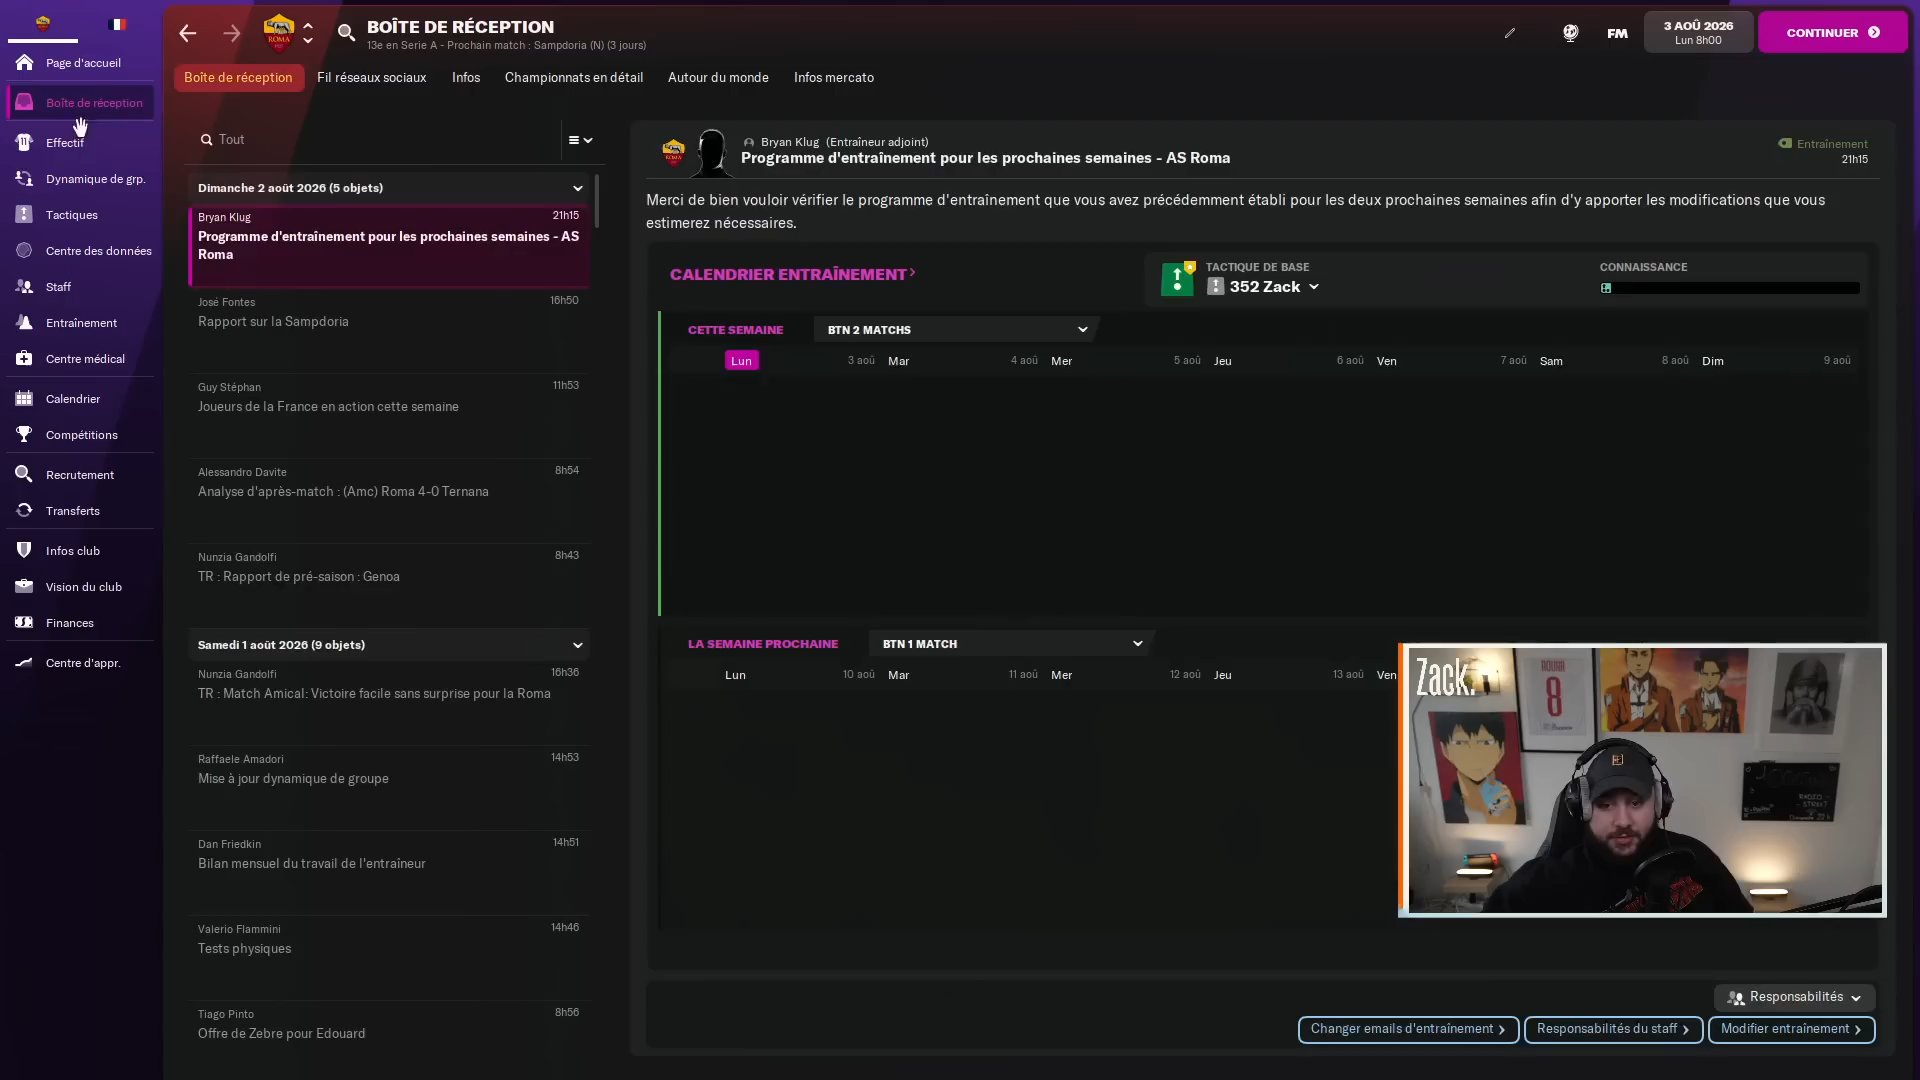 BOÎTE DE RÉCEPTION
13e en Serie A - Prochain match : Sampdoria (N) (3 jours)
FM
3 AOÛ 2026
Lun 8h00
CONTINUER
Page d'accueil
Boîte de réception
Effectif
Dynamique de grp.
Tactiques
Centre des données
Staff
Entraînement
Centre médical
Calendrier
Compétitions
Recrutement
Transferts
Infos club
Vision du club
Finances
Centre d'appr.
Boîte de réception
Fil réseaux sociaux
Infos
Championnats en détail
Autour du monde
Infos mercato
Tout
Dimanche 2 août 2026 (5 objets)
Bryan Klug 21h15
Programme d'entraînement pour les prochaines semaines - AS
Roma
José Fontes 16h50
Rapport sur la Sampdoria
Guy Stéphan 11h53
Joueurs de la France en action cette semaine
Alessandro Davite 8h54
Analyse d'après-match : (Amc) Roma 4-0 Ternana
Nunzia Gandolfi 8h43
TR : Rapport de pré-saison : Genoa
Samedi 1 août 2026 (9 objets)
Nunzia Gandolfi 16h36
TR : Match Amical: Victoire facile sans surprise pour la Roma
Raffaele Amadori 14h53
Mise à jour dynamique de groupe
Dan Friedkin 14h51
Bilan mensuel du travail de l'entraîneur
Valerio Flammini 14h46
Tests physiques
Tiago Pinto 8h56
Offre de Zebre pour Edouard
Bryan Klug (Entraîneur adjoint)
Programme d'entraînement pour les prochaines semaines - AS Roma
Entraînement
21h15
Merci de bien vouloir vérifier le programme d'entraînement que vous avez précédemment établi pour les deux prochaines semaines afin d'y apporter les modifications que vous
estimerez nécessaires.
CALENDRIER ENTRAÎNEMENT
TACTIQUE DE BASE
352 Zack
CONNAISSANCE
CETTE SEMAINE BTN 2 MATCHS
Lun 3 aoû Mar 4 aoû Mer 5 aoû Jeu 6 aoû Ven 7 aoû Sam 8 aoû Dim 9 aoû
LA SEMAINE PROCHAINE BTN 1 MATCH
Lun 10 aoû Mar 11 aoû Mer 12 aoû Jeu 13 aoû Ven
Zack.
8
Responsabilités
Changer emails d'entraînement
Responsabilités du staff
Modifier entraînement